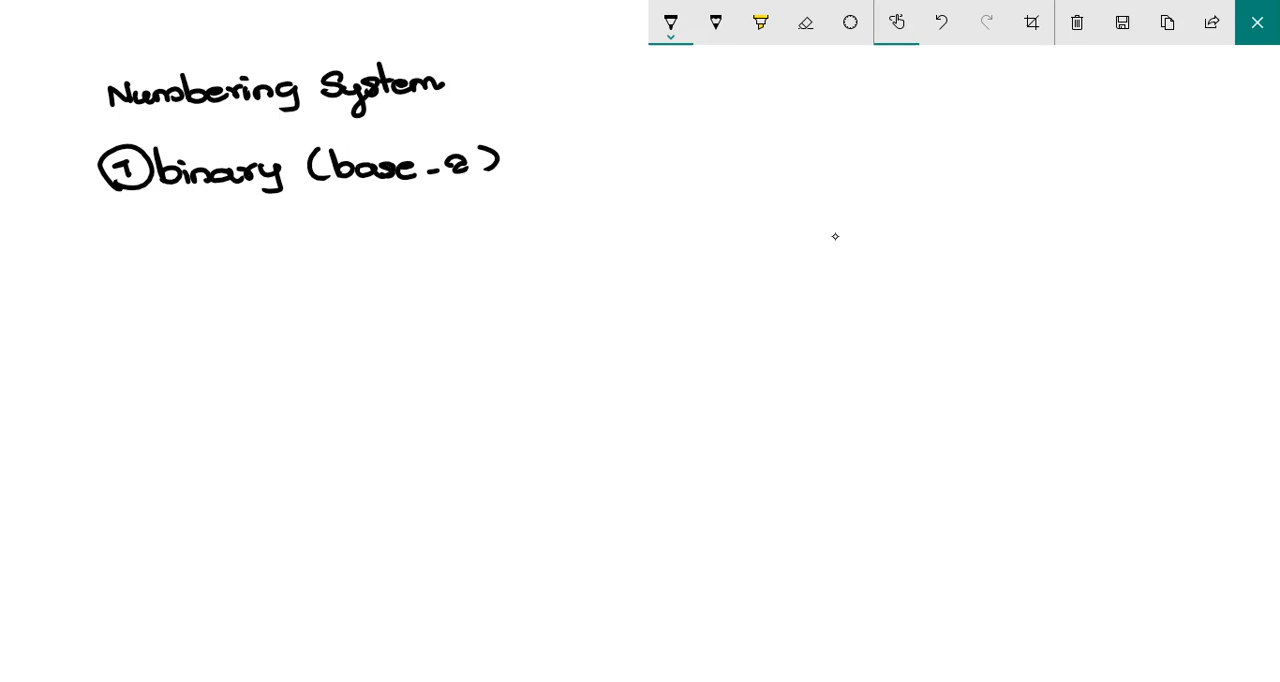 Numbering System
① binary (base-2)